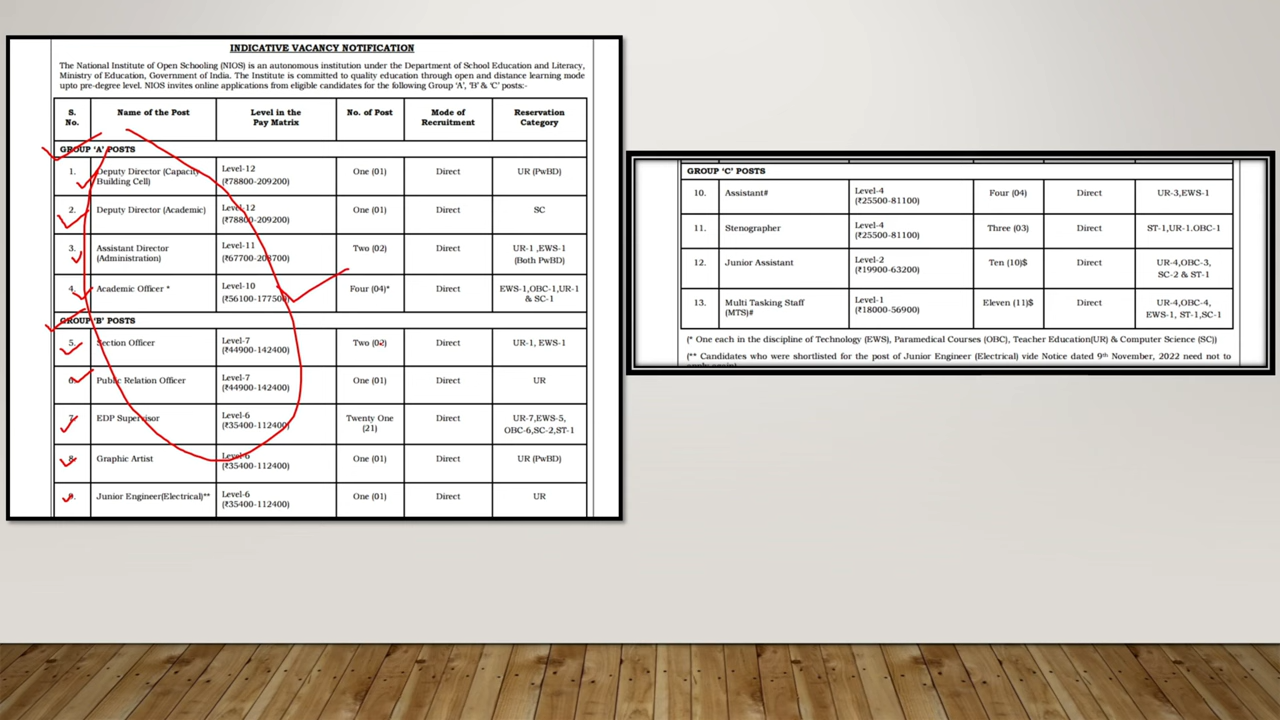 INDICATIVE VACANCY NOTIFICATION
The National Institute of Open Schooling (NIOS) is an autonomous institution under the Department of School Education and Literacy,
Ministry of Education, Government of India. The Institute is committed to quality education through open and distance learning mode
upto pre-degree level. NIOS invites online applications from eligible candidates for the following Group 'A', 'B' & 'C' posts:-
S. No. Name of the Post Level in the Pay Matrix No. of Post Mode of Recruitment Reservation Category
GROUP 'A' POSTS
1. Deputy Director (Capacity Building Cell) Level-12 (₹78800-209200) One (01) Direct UR (PwBD)
2. Deputy Director (Academic) Level-12 (₹78800-209200) One (01) Direct SC
3. Assistant Director (Administration) Level-11 (₹67700-208700) Two (02) Direct UR-1 ,EWS-1 (Both PwBD)
4. Academic Officer * Level-10 (₹56100-177500) Four (04)* Direct EWS-1,OBC-1,UR-1 & SC-1
GROUP 'B' POSTS
5. Section Officer Level-7 (₹44900-142400) Two (02) Direct UR-1, EWS-1
6. Public Relation Officer Level-7 (₹44900-142400) One (01) Direct UR
7. EDP Supervisor Level-6 (₹35400-112400) Twenty One (21) Direct UR-7,EWS-5, OBC-6,SC-2,ST-1
8. Graphic Artist Level-6 (₹35400-112400) One (01) Direct UR (PwBD)
9. Junior Engineer(Electrical)** Level-6 (₹35400-112400) One (01) Direct UR
GROUP 'C' POSTS
10. Assistant# Level-4 (₹25500-81100) Four (04) Direct UR-3,EWS-1
11. Stenographer Level-4 (₹25500-81100) Three (03) Direct ST-1,UR-1.OBC-1
12. Junior Assistant Level-2 (₹19900-63200) Ten (10)$ Direct UR-4,OBC-3, SC-2 & ST-1
13. Multi Tasking Staff (MTS)# Level-1 (₹18000-56900) Eleven (11)$ Direct UR-4,OBC-4, EWS-1, ST-1,SC-1
(* One each in the discipline of Technology (EWS), Paramedical Courses (OBC), Teacher Education(UR) & Computer Science (SC))
(** Candidates who were shortlisted for the post of Junior Engineer (Electrical) vide Notice dated 9th November, 2022 need not to